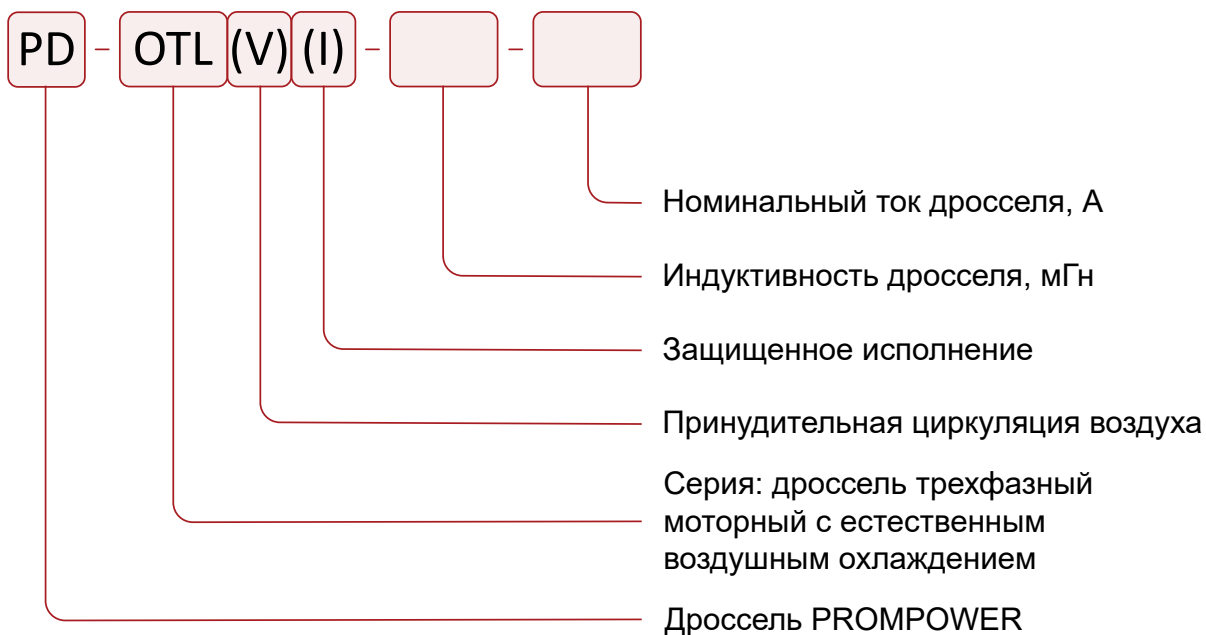 PD - OTL (V) (I) - -
Номинальный ток дросселя, А
Индуктивность дросселя, мГн
Защищенное исполнение
Принудительная циркуляция воздуха
Серия: дроссель трехфазный
моторный с естественным
воздушным охлаждением
Дроссель PROMPOWER